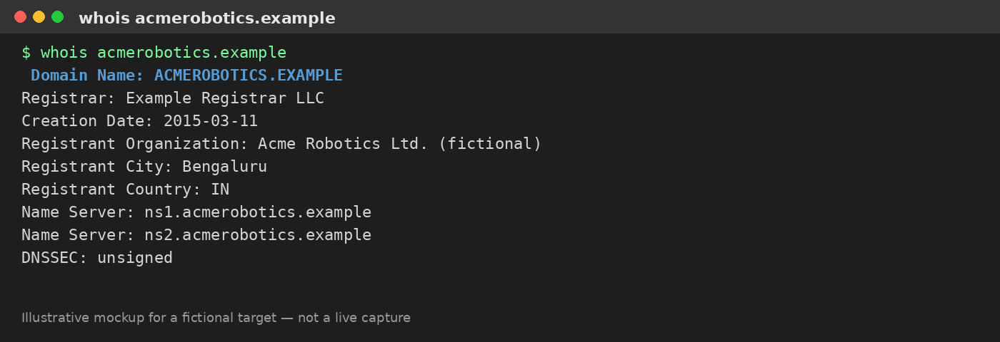 whois acmerobotics.example
$ whois acmerobotics.example
Domain Name: ACMEROBOTICS.EXAMPLE
Registrar: Example Registrar LLC
Creation Date: 2015-03-11
Registrant Organization: Acme Robotics Ltd. (fictional)
Registrant City: Bengaluru
Registrant Country: IN
Name Server: ns1.acmerobotics.example
Name Server: ns2.acmerobotics.example
DNSSEC: unsigned
Illustrative mockup for a fictional target — not a live capture